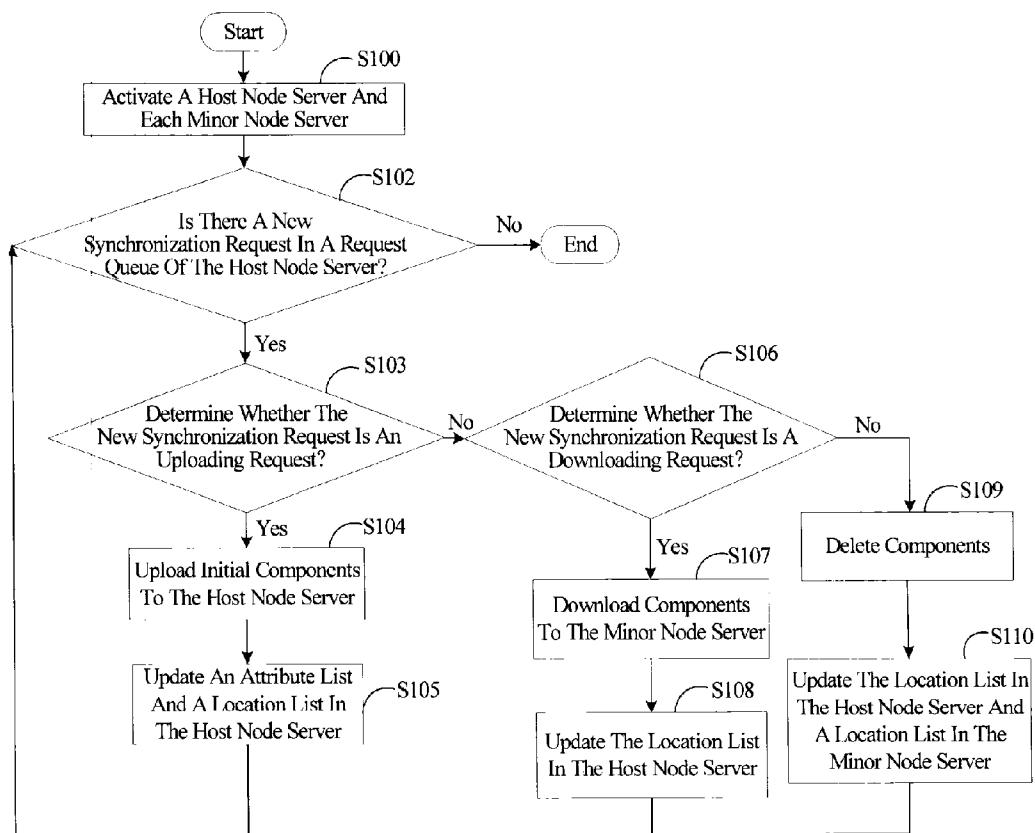 Start
S100
Activate A Host Node Server And
Each Minor Node Server
S102
Is There A New
Synchronization Request In A Request
Queue Of The Host Node Server?
No
End
Yes
S103
Determine Whether The
New Synchronization Request Is An
Uploading Request?
No
S106
Determine Whether The
New Synchronization Request Is A
Downloading Request?
No
Yes
S104
Upload Initial Components
To The Host Node Server
S105
Update An Attribute List
And A Location List In
The Host Node Server
Yes
S107
Download Components
To The Minor Node Server
S108
Update The Location List
In The Host Node Server
S109
Delete Components
S110
Update The Location List In
The Host Node Server And
A Location List In The
Minor Node Server